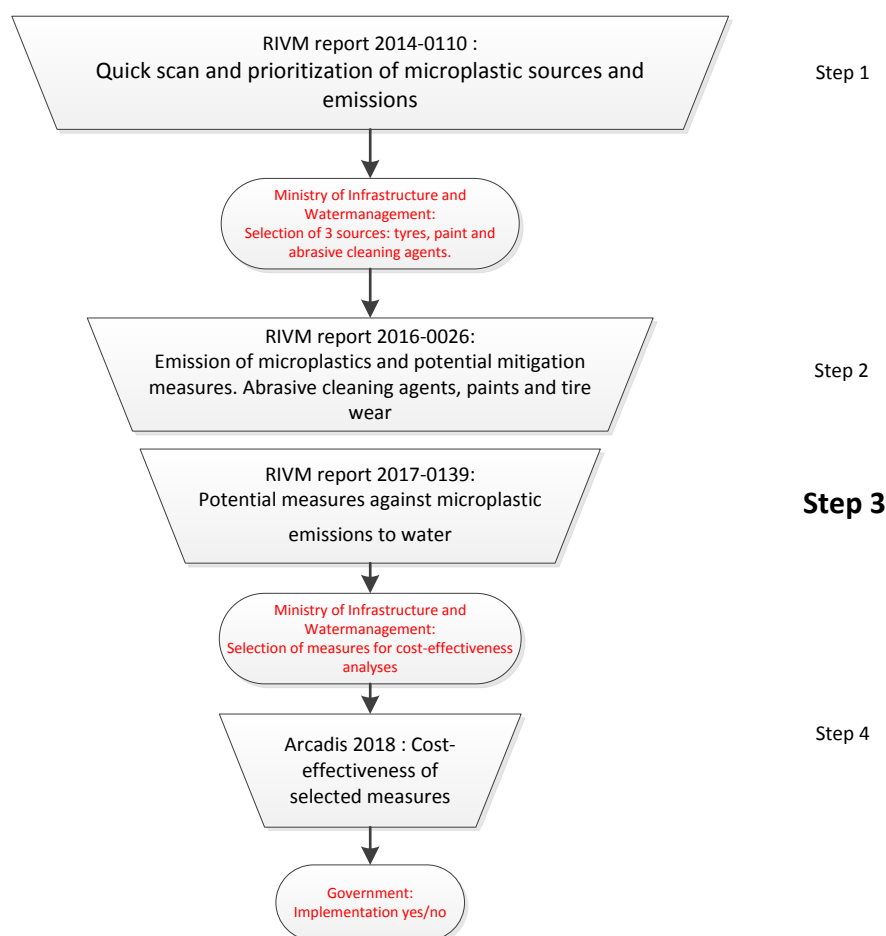 RIVM report 2014-0110 :
Quick scan and prioritization of microplastic sources and
emissions
Step 1
Ministry of Infrastructure and
Watermanagement:
Selection of 3 sources: tyres, paint and
abrasive cleaning agents.
RIVM report 2016-0026:
Emission of microplastics and potential mitigation
measures. Abrasive cleaning agents, paints and tire
wear
Step 2
RIVM report 2017-0139:
Potential measures against microplastic
emissions to water
Step 3
Ministry of Infrastructure and
Watermanagement:
Selection of measures for cost-effectiveness
analyses
Arcadis 2018 : Cost-
effectiveness of
selected measures
Step 4
Government:
Implementation yes/no